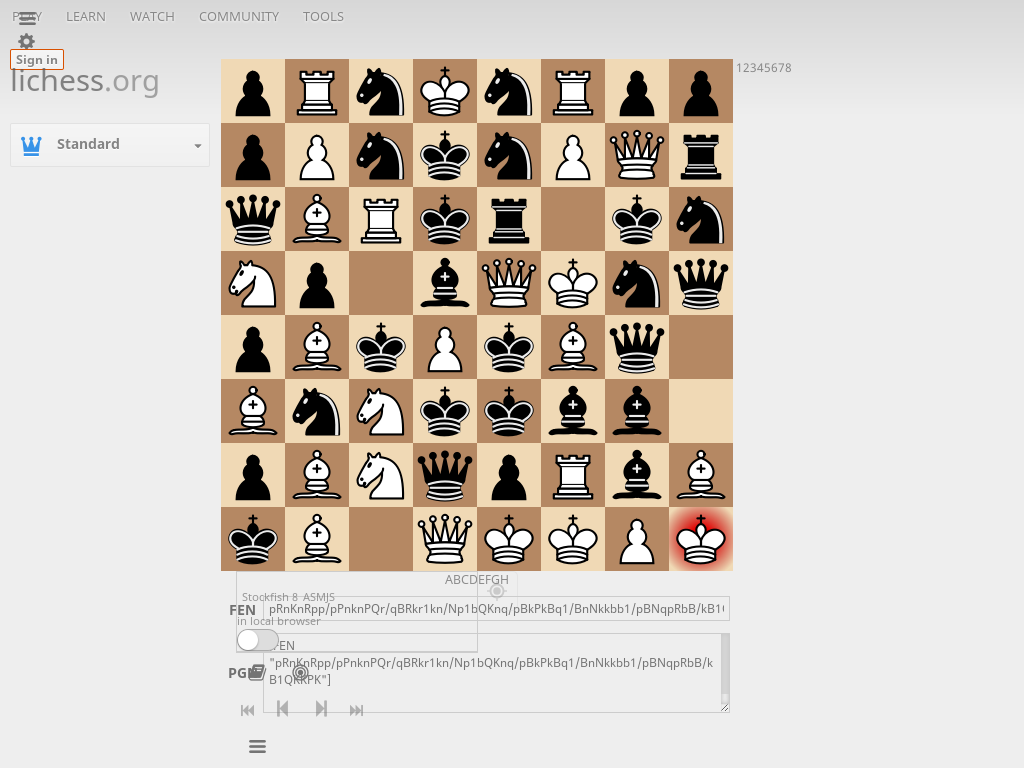 PLAY LEARN WATCH COMMUNITY TOOLS
Sign in
lichess.org
12345678
Standard
ABCDEFGH
Stockfish 8 ASMJS
FEN pRnKnRpp/pPnknPQr/qBRkr1kn/Np1bQKnq/pBkPkBq1/BnNkkbb1/pBNqpRbB/kB1
in local browser
FEN
"pRnKnRpp/pPnknPQr/qBRkr1kn/Np1bQKnq/pBkPkBq1/BnNkkbb1/pBNqpRbB/k
PGN B1QKKPK"]